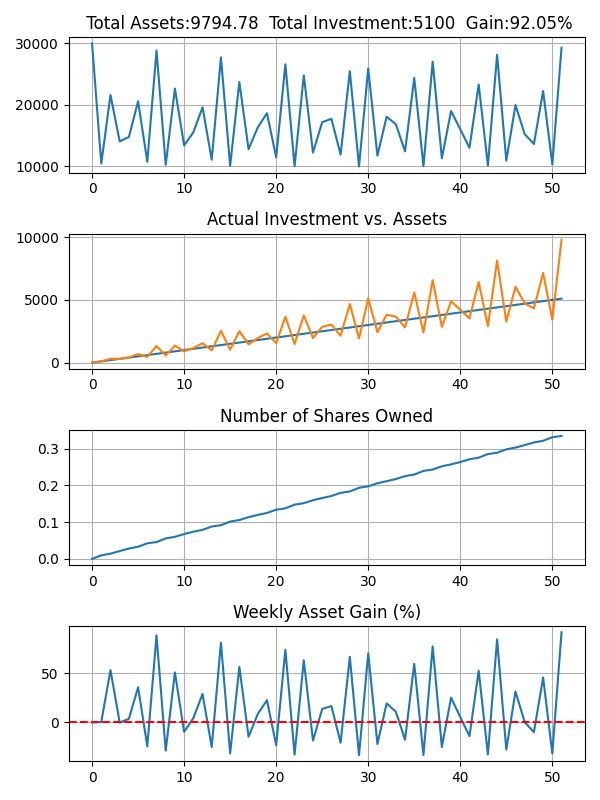 Total Assets:9794.78 Total Investment:5100 Gain:92.05%
30000
20000
10000
0 10 20 30 40 50
Actual Investment vs. Assets
10000
5000
0
0 10 20 30 40 50
Number of Shares Owned
0.3
0.2
0.1
0.0
0 10 20 30 40 50
Weekly Asset Gain (%)
50
0
0 10 20 30 40 50